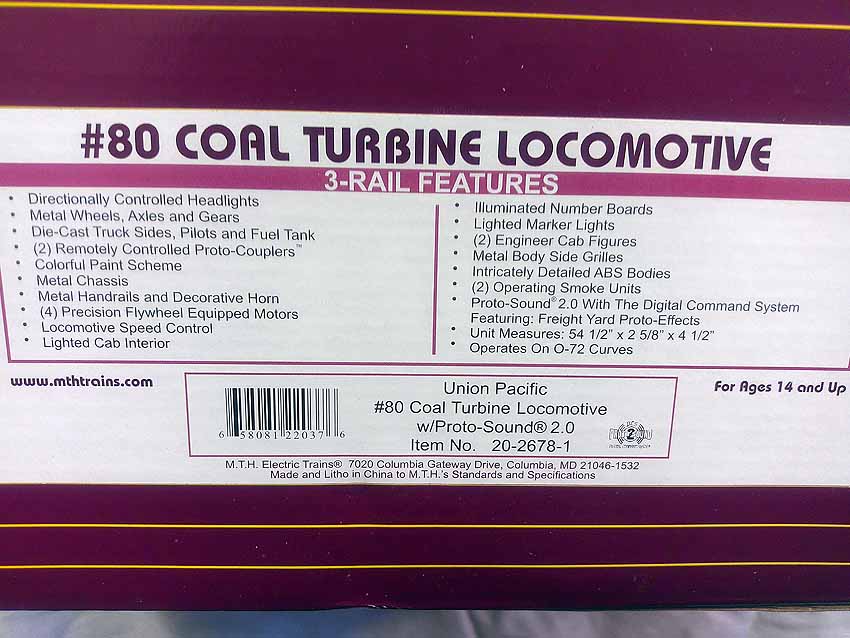 #80 COAL TURBINE LOCOMOTIVE
3-RAIL FEATURES
• Directionally Controlled Headlights
• Metal Wheels, Axles and Gears
• Die-Cast Truck Sides, Pilots and Fuel Tank
• (2) Remotely Controlled Proto-Couplers™
• Colorful Paint Scheme
• Metal Chassis
• Metal Handrails and Decorative Horn
• (4) Precision Flywheel Equipped Motors
• Locomotive Speed Control
• Lighted Cab Interior
• Illuminated Number Boards
• Lighted Marker Lights
• (2) Engineer Cab Figures
• Metal Body Side Grilles
• Intricately Detailed ABS Bodies
• (2) Operating Smoke Units
• Proto-Sound® 2.0 With The Digital Command System
Featuring: Freight Yard Proto-Effects
• Unit Measures: 54 1/2" x 2 5/8" x 4 1/2"
• Operates On O-72 Curves
www.mthtrains.com
6 58081 22037 6
Union Pacific
#80 Coal Turbine Locomotive
w/Proto-Sound® 2.0
Item No. 20-2678-1
2
For Ages 14 and Up
M.T.H. Electric Trains® 7020 Columbia Gateway Drive, Columbia, MD 21046-1532
Made and Litho in China to M.T.H.'s Standards and Specifications